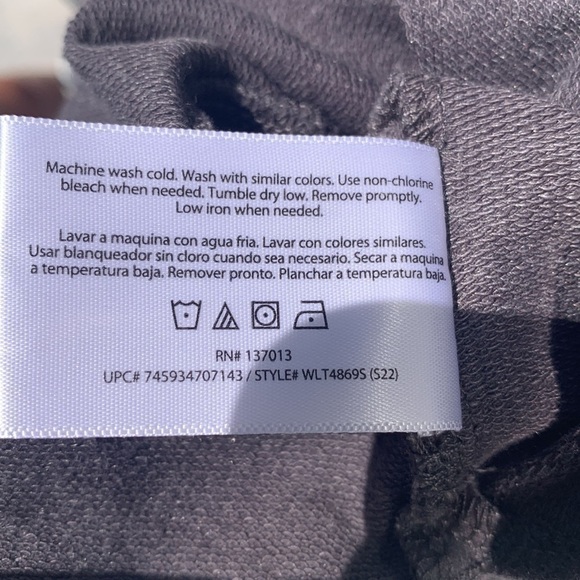 Machine wash cold. Wash with similar colors. Use non-chlorine
bleach when needed. Tumble dry low. Remove promptly.
Low iron when needed.
Lavar a maquina con agua fria. Lavar con colores similares.
Usar blanqueador sin cloro cuando sea necesario. Secar a maquina
a temperatura baja. Remover pronto. Planchar a temperatura baja.
RN# 137013
UPC# 745934707143 / STYLE# WLT4869S (S22)